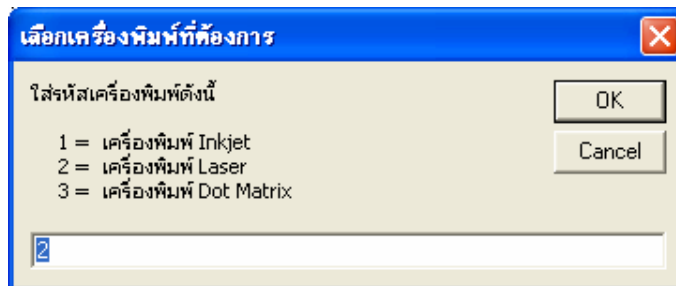 เลือกเครื่องพิมพ์ที่ต้องการ
ใส่รหัสเครื่องพิมพ์ดังนี้
OK
1 = เครื่องพิมพ์ Inkjet
Cancel
2 = เครื่องพิมพ์ Laser
3 = เครื่องพิมพ์ Dot Matrix
2